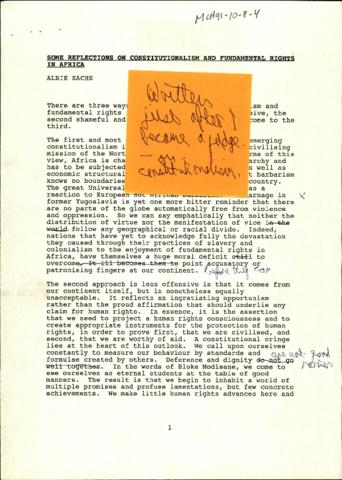 MCH91-10-8-4
SOME REFLECTIONS ON CONSTITUTIONALISM AND FUNDAMENTAL RIGHTS
IN AFRICA
ALBIE SACHS
Written
just after I
became a judge
constitutionalism,
There are three ways ism and
fundamental rights ive, the
second shameful and ome to the
third.
The first and most emerging
constitutionalism i civilising
mission of the Nort ms of this
view, Africa is cha archy and
has to be subjected as well as
economic structural t barbarism
knows no boundaries country.
The great Universal as a
reaction to European arnage in
former Yugoslavia is yet one more bitter reminder that there
are no parts of the globe automatically free from violence
and oppression. So we can say emphatically that neither the
distribution of virtue nor the manifestation of vice in the
world follow any geographical or racial divide. Indeed,
nations that have yet to acknowledge fully the devastation
they caused through their practices of slavery and
colonialism to the enjoyment of fundamental rights in
Africa, have themselves a huge moral deficit still to
overcome. It ill becomes them to point accusatory or
patronising fingers at our continent. before they can
The second approach is less offensive in that it comes from
our continent itself, but is nonetheless equally
unacceptable. It reflects an ingratiating opportunism
rather than the proud affirmation that should underlie any
claim for human rights. In essence, it is the assertion
that we need to project a human rights consciousness and to
create appropriate instruments for the protection of human
rights, in order to prove first, that we are civilised, and
second, that we are worthy of aid. A constitutional cringe
lies at the heart of this outlook. We call upon ourselves
constantly to measure our behaviour by standards and
formulae created by others. Deference and dignity do not go
well together. are not good
In the words of Bloke Modisane, we come to
see ourselves as eternal students at the table of good
manners. The result is that we begin to inhabit a world of
multiple promises and profuse lamentations, but few concrete
achievements. We make little human rights advances here and
1